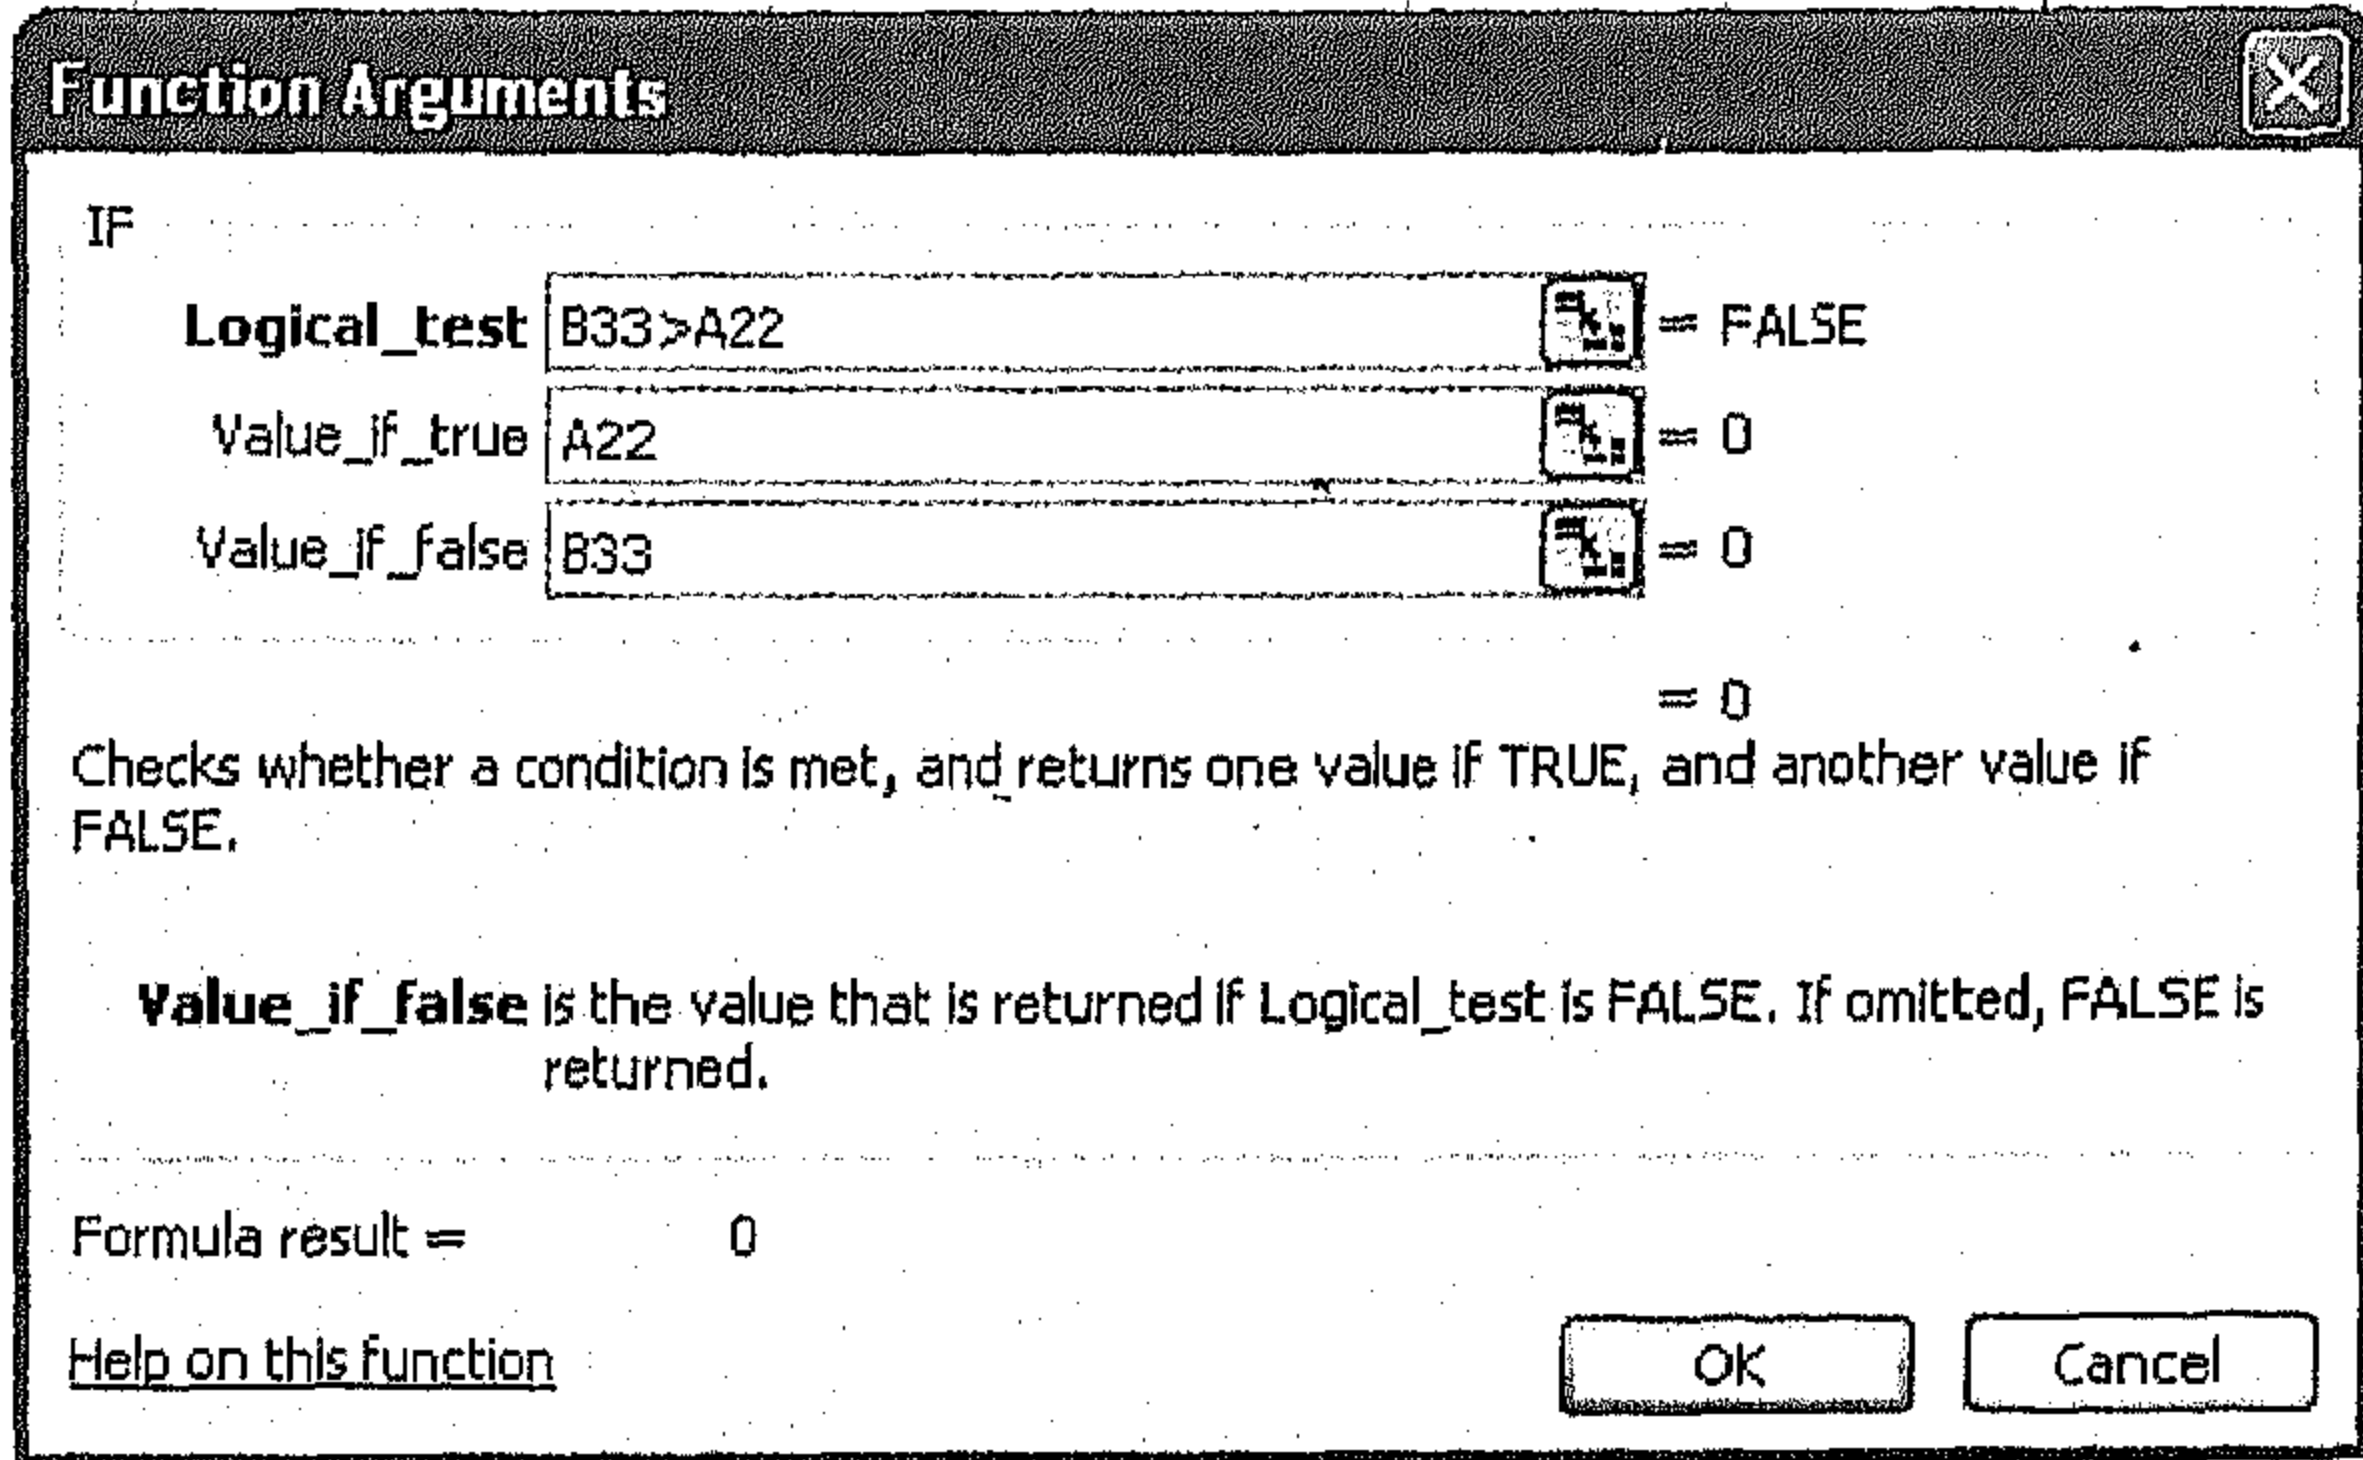 Function Arguments
IF
Logical_test B33>A22 = FALSE
Value_if_true A22 = 0
Value_if_false B33 = 0
= 0
Checks whether a condition is met, and returns one value if TRUE, and another value if
FALSE.
Value_if_false is the value that is returned if Logical_test is FALSE. If omitted, FALSE is
returned.
Formula result = 0
Help on this function OK Cancel